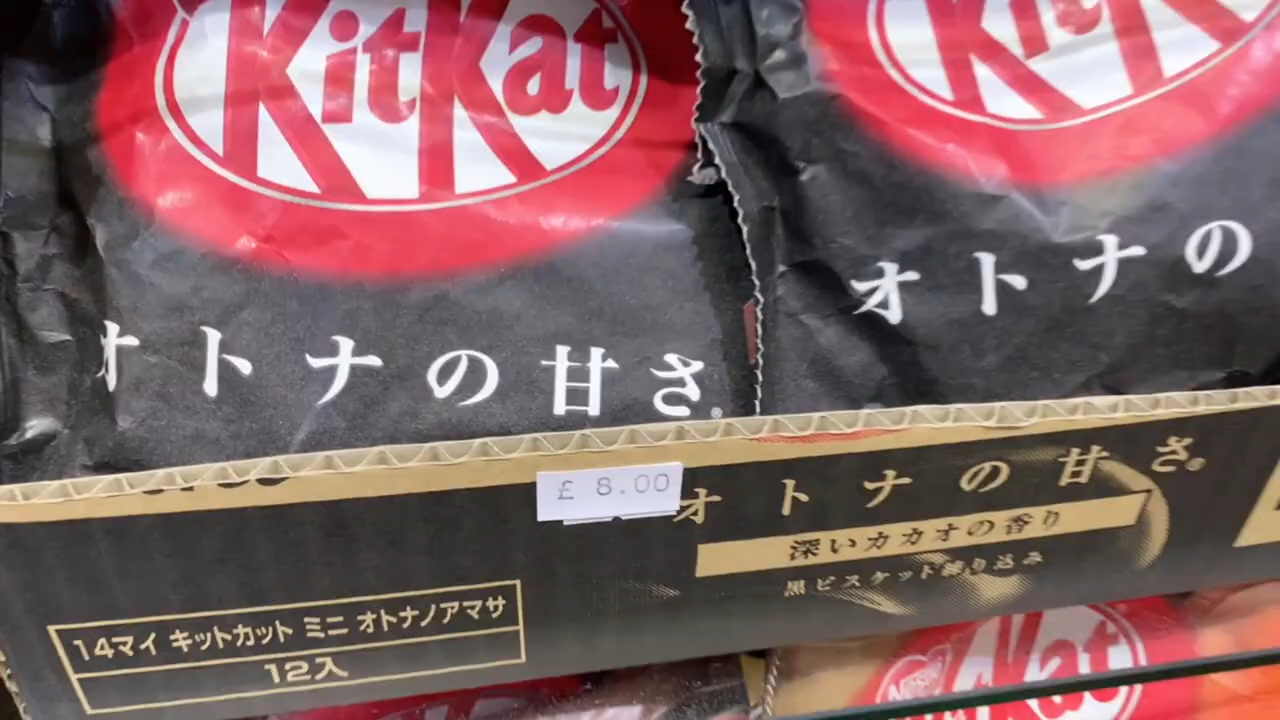 KitKat
オトナの甘さ®
オトナの
£ 8.00
オトナの甘さ®
深いカカオの香り
黒ビスケット練り込み
14マイ キットカット ミニ オトナノアマサ
12入
Kat